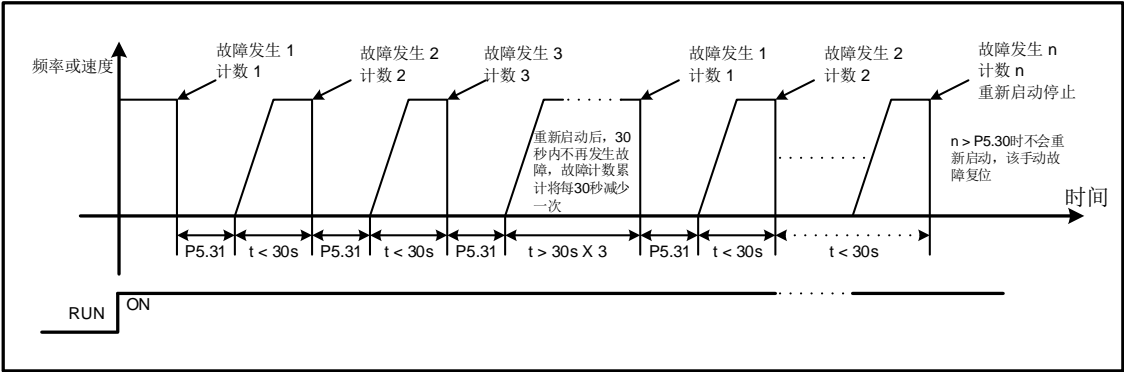 频率或速度
故障发生 1
计数 1
故障发生 2
计数 2
故障发生 3
计数 3
故障发生 1
计数 1
故障发生 2
计数 2
故障发生 n
计数 n
重新启动停止
重新启动后，30
秒内不再发生故
障，故障计数累
计将每30秒减少
一次
n > P5.30时不会重
新启动，该手动故
障复位
时间
P5.31
t < 30s
P5.31
t < 30s
P5.31
t > 30s X 3
P5.31
t < 30s
t < 30s
RUN
ON